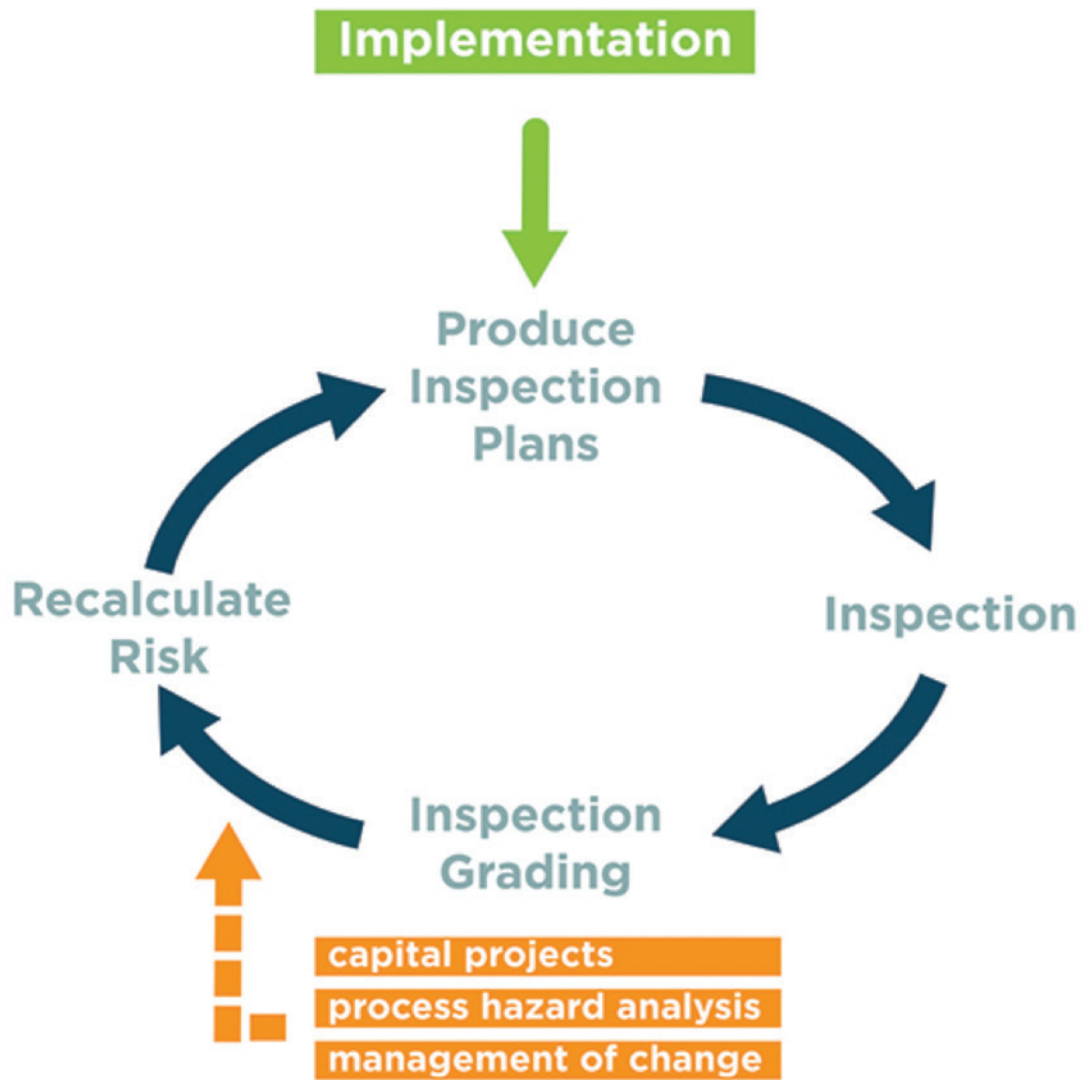 Implementation
Produce
Inspection
Plans
Inspection
Recalculate
Risk
Inspection
Grading
capital projects
process hazard analysis
management of change